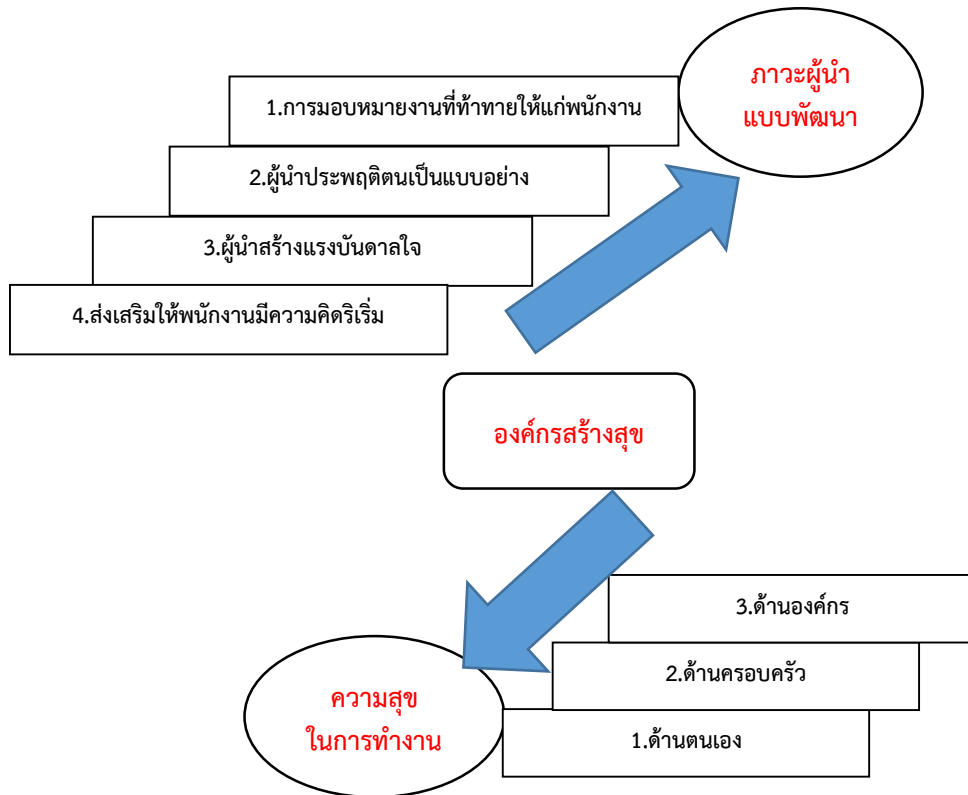 ภาวะผู้นำ
แบบพัฒนา
1.การมอบหมายงานที่ท้าทายให้แก่พนักงาน
2.ผู้นำประพฤติตนเป็นแบบอย่าง
3.ผู้นำสร้างแรงบันดาลใจ
4.ส่งเสริมให้พนักงานมีความคิดริเริ่ม
องค์กรสร้างสุข
3.ด้านองค์กร
2.ด้านครอบครัว
1.ด้านตนเอง
ความสุข
ในการทำงาน